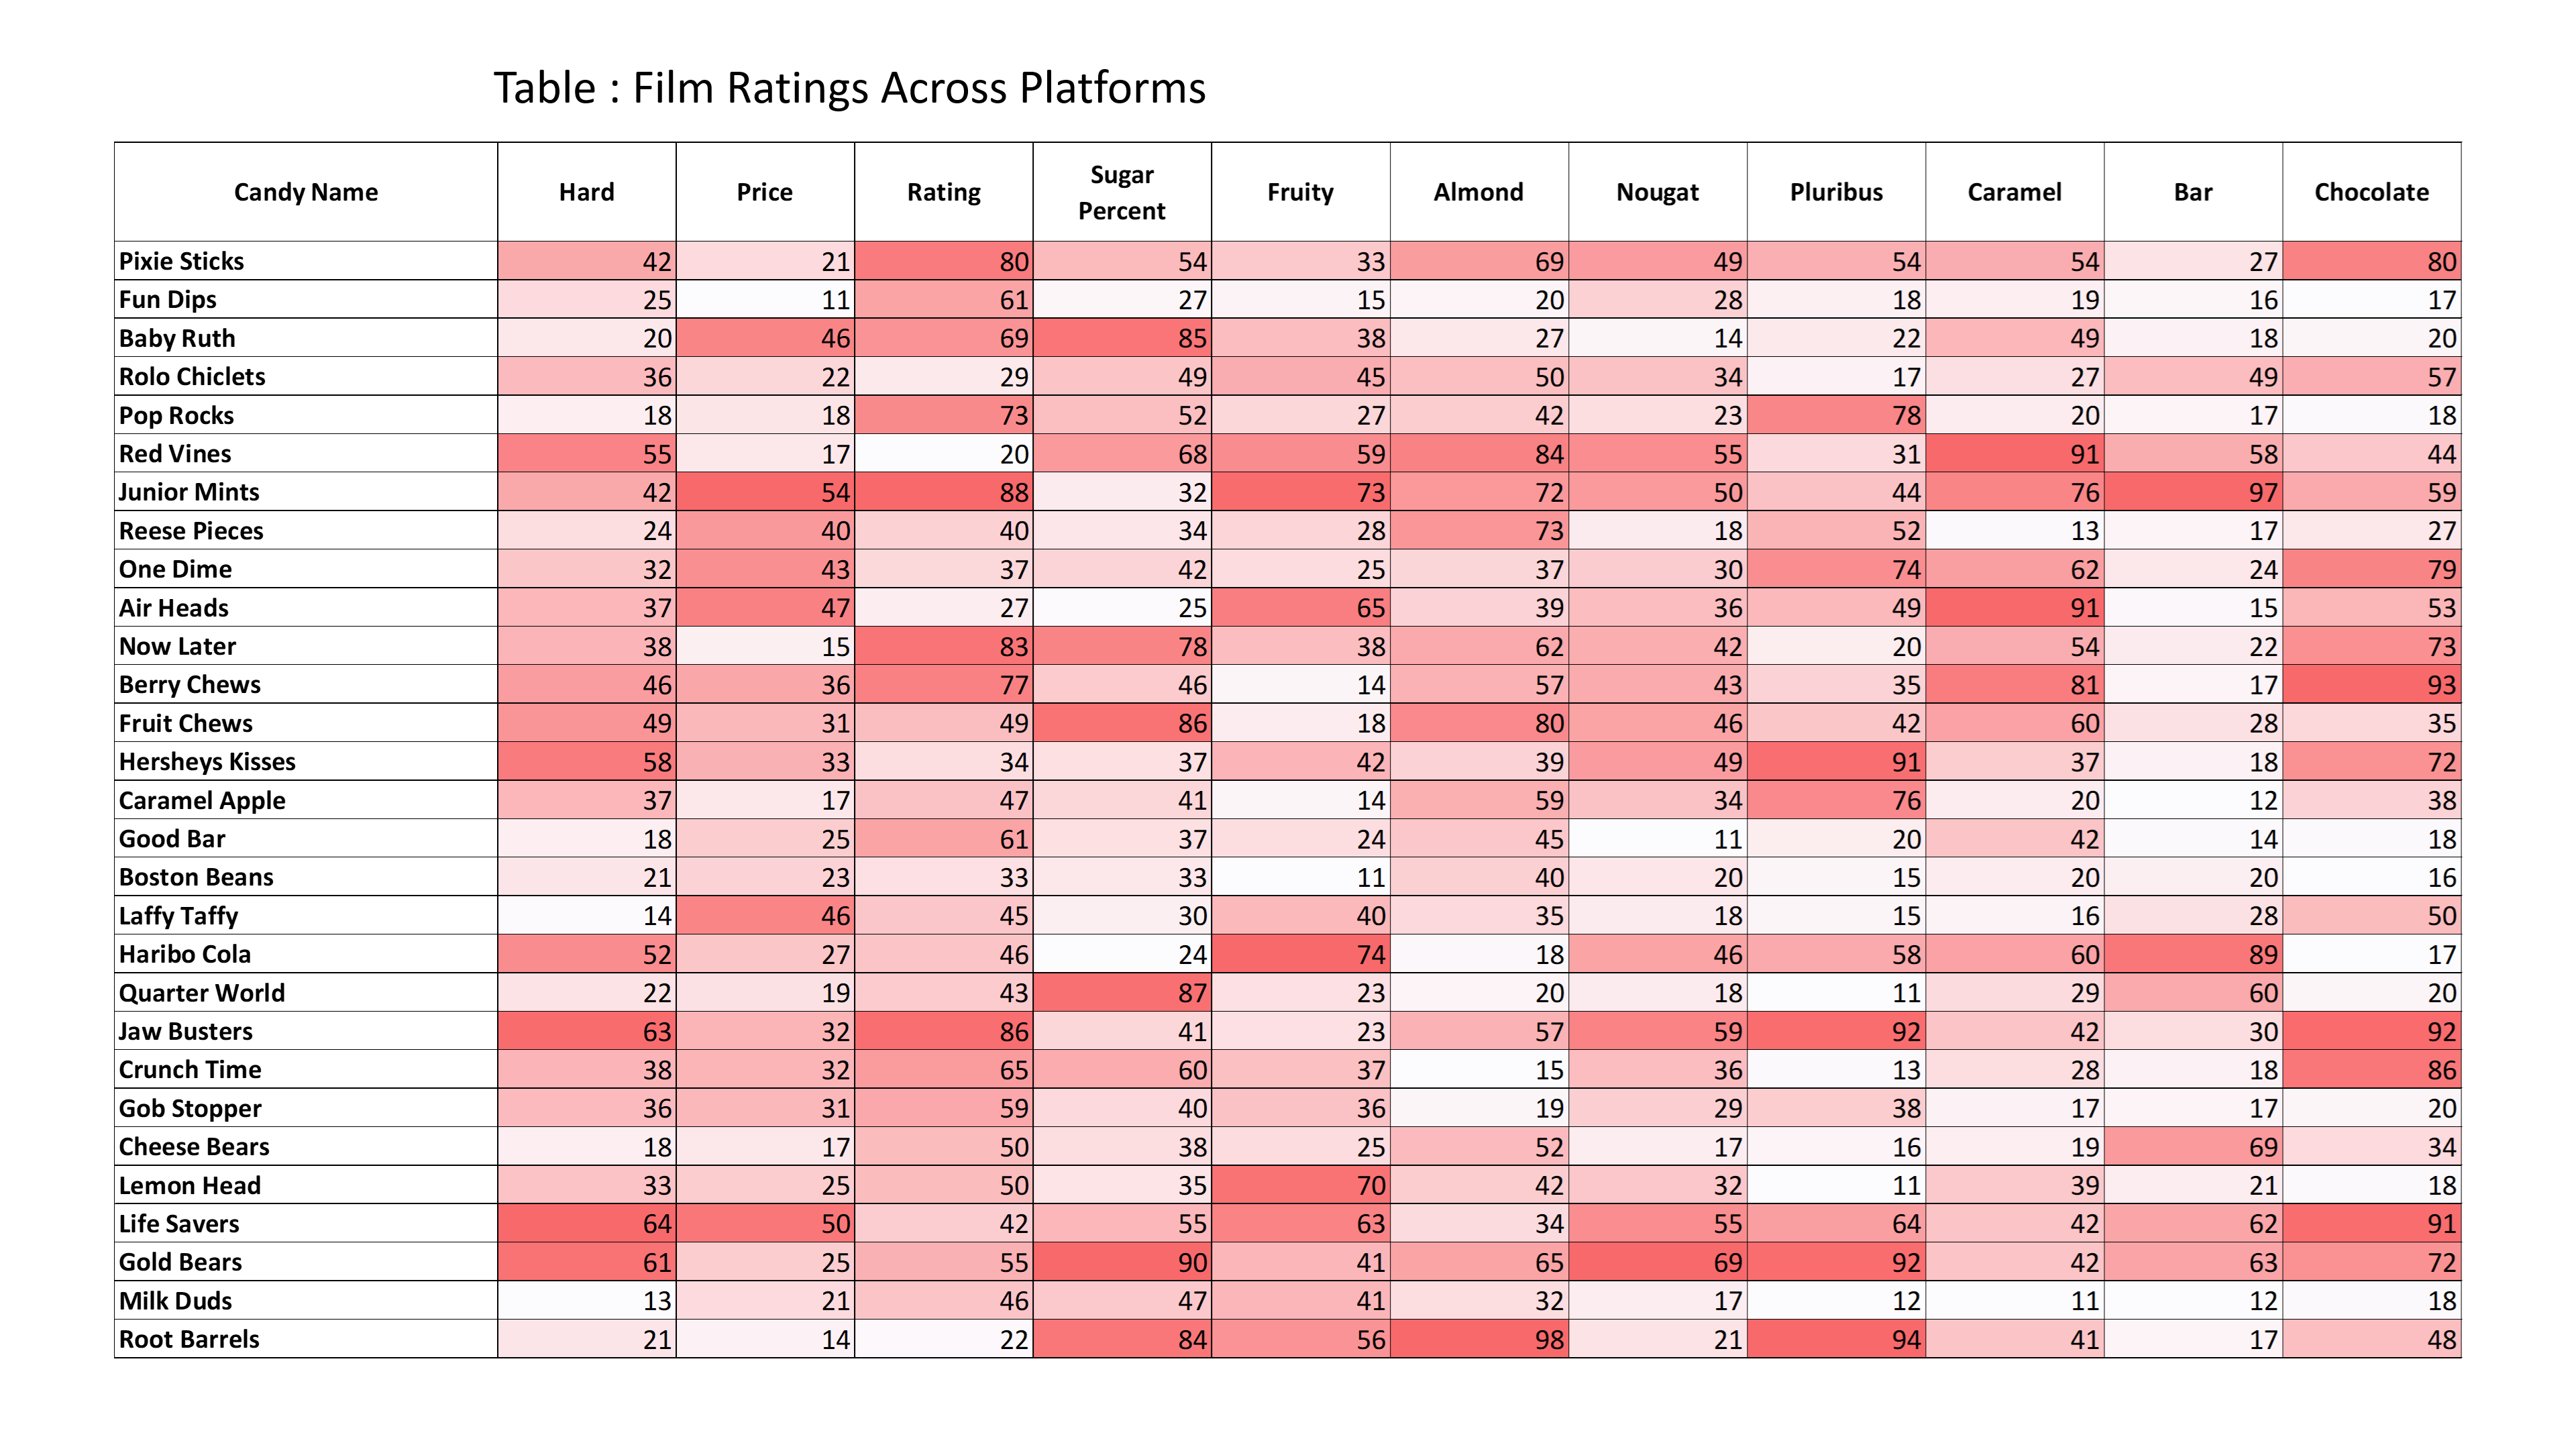 Table : Film Ratings Across Platforms
Candy Name Hard Price Rating Sugar Percent Fruity Almond Nougat Pluribus Caramel Bar Chocolate
Pixie Sticks 42 21 80 54 33 69 49 54 54 27 80
Fun Dips 25 11 61 27 15 20 28 18 19 16 17
Baby Ruth 20 46 69 85 38 27 14 22 49 18 20
Rolo Chiclets 36 22 29 49 45 50 34 17 27 49 57
Pop Rocks 18 18 73 52 27 42 23 78 20 17 18
Red Vines 55 17 20 68 59 84 55 31 91 58 44
Junior Mints 42 54 88 32 73 72 50 44 76 97 59
Reese Pieces 24 40 40 34 28 73 18 52 13 17 27
One Dime 32 43 37 42 25 37 30 74 62 24 79
Air Heads 37 47 27 25 65 39 36 49 91 15 53
Now Later 38 15 83 78 38 62 42 20 54 22 73
Berry Chews 46 36 77 46 14 57 43 35 81 17 93
Fruit Chews 49 31 49 86 18 80 46 42 60 28 35
Hersheys Kisses 58 33 34 37 42 39 49 91 37 18 72
Caramel Apple 37 17 47 41 14 59 34 76 20 12 38
Good Bar 18 25 61 37 24 45 11 20 42 14 18
Boston Beans 21 23 33 33 11 40 20 15 20 20 16
Laffy Taffy 14 46 45 30 40 35 18 15 16 28 50
Haribo Cola 52 27 46 24 74 18 46 58 60 89 17
Quarter World 22 19 43 87 23 20 18 11 29 60 20
Jaw Busters 63 32 86 41 23 57 59 92 42 30 92
Crunch Time 38 32 65 60 37 15 36 13 28 18 86
Gob Stopper 36 31 59 40 36 19 29 38 17 17 20
Cheese Bears 18 17 50 38 25 52 17 16 19 69 34
Lemon Head 33 25 50 35 70 42 32 11 39 21 18
Life Savers 64 50 42 55 63 34 55 64 42 62 91
Gold Bears 61 25 55 90 41 65 69 92 42 63 72
Milk Duds 13 21 46 47 41 32 17 12 11 12 18
Root Barrels 21 14 22 84 56 98 21 94 41 17 48